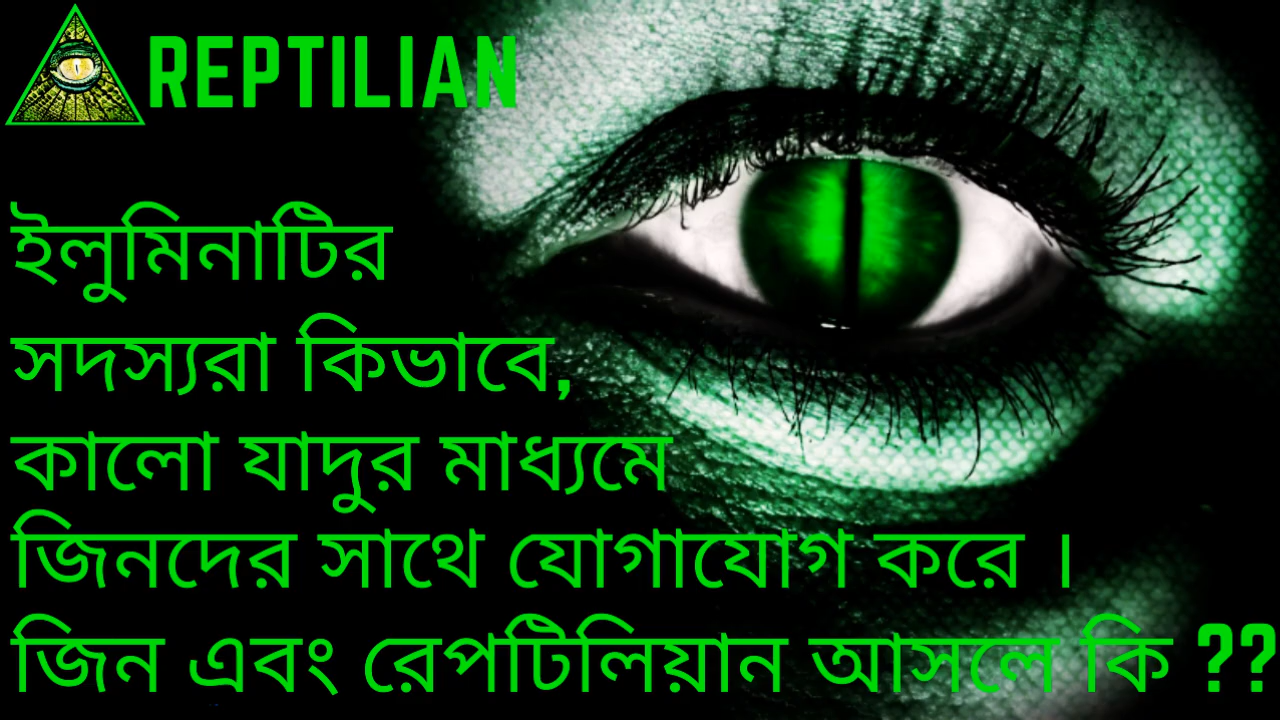 REPTILIAN
ইলুমিনাটির
সদস্যরা কিভাবে,
কালো যাদুর মাধ্যমে
জিনদের সাথে যোগাযোগ করে ।
জিন এবং রেপটিলিয়ান আসলে কি ??